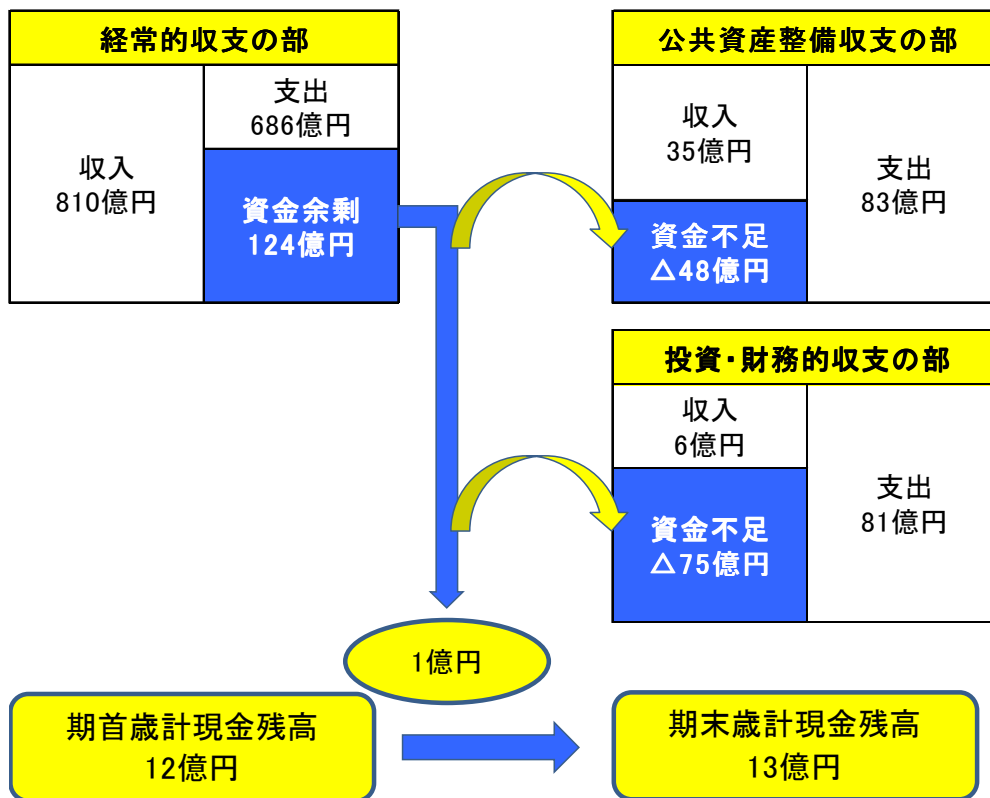 経常的収支の部
収入
810億円
支出
686億円
資金余剰
124億円
公共資産整備収支の部
収入
35億円
資金不足
△48億円
支出
83億円
投資・財務的収支の部
収入
6億円
資金不足
△75億円
支出
81億円
1億円
期首歳計現金残高
12億円
期末歳計現金残高
13億円